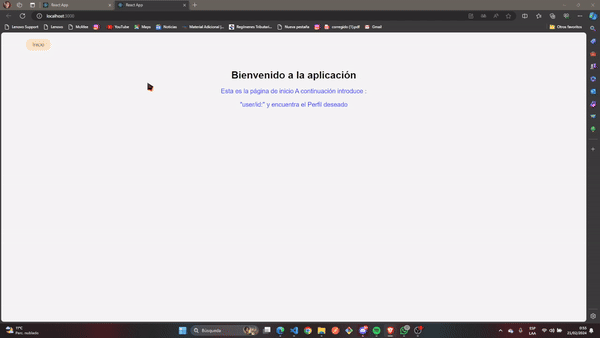 React App
React App
localhost:3000
Lenovo Support
Lenovo
McAfee
YouTube
Maps
Noticias
Material Adicional (...
Regímenes Tributari...
Nueva pestaña
corregido (1).pdf
Gmail
Otros favoritos
Inicio
Bienvenido a la aplicación
Esta es la página de inicio A continuación introduce :
"user/id:" y encuentra el Perfil deseado
11°C
Parc. nublado
Búsqueda
ESP
LAA
0:55
21/02/2024